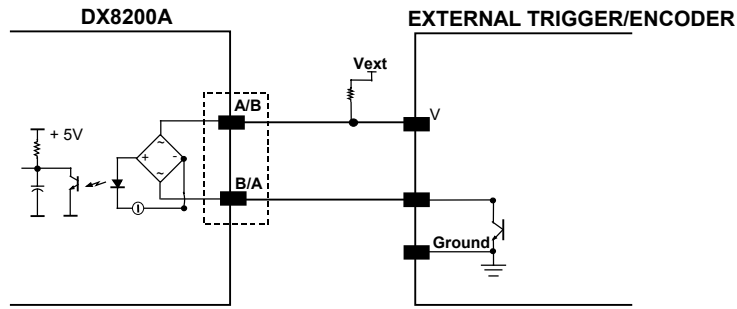 DX8200A
EXTERNAL TRIGGER/ENCODER
Vext
A/B
V
+ 5V
~
+ -
~
B/A
I
Ground